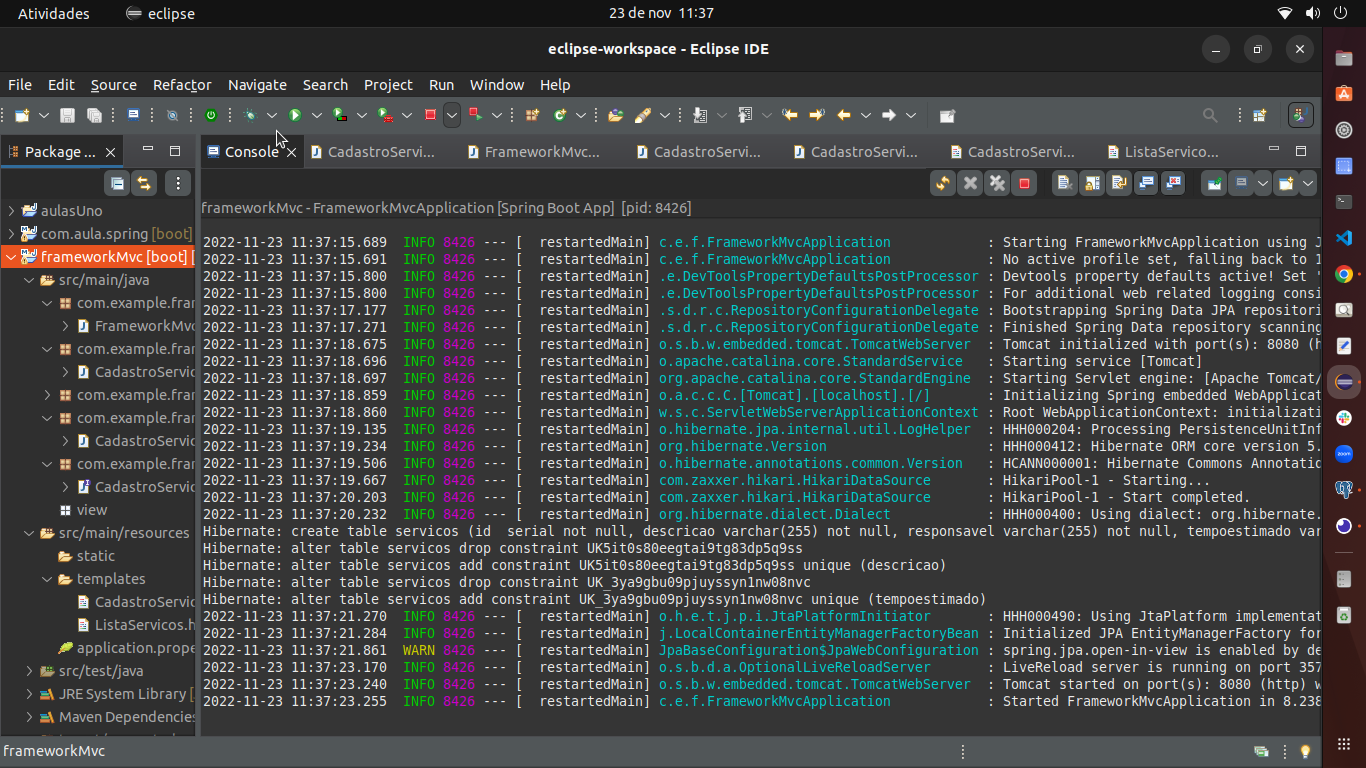 Atividades eclipse 23 de nov 11:37
eclipse-workspace - Eclipse IDE
File Edit Source Refactor Navigate Search Project Run Window Help
Package ...
Console CadastroServi... FrameworkMvc... CadastroServi... CadastroServi... CadastroServi... ListaServico...
frameworkMvc - FrameworkMvcApplication [Spring Boot App] [pid: 8426]
aulasUno
com.aula.spring [boot]
frameworkMvc [boot] [
src/main/java
com.example.fra
FrameworkMvc
com.example.fra
CadastroServic
com.example.fra
com.example.fra
CadastroServic
com.example.fra
CadastroServic
view
src/main/resources
static
templates
CadastroServic
ListaServicos.h
application.prope
src/test/java
JRE System Library [
Maven Dependencies
2022-11-23 11:37:15.689 INFO 8426 --- [ restartedMain] c.e.f.FrameworkMvcApplication : Starting FrameworkMvcApplication using J
2022-11-23 11:37:15.691 INFO 8426 --- [ restartedMain] c.e.f.FrameworkMvcApplication : No active profile set, falling back to 1
2022-11-23 11:37:15.800 INFO 8426 --- [ restartedMain] .e.DevToolsPropertyDefaultsPostProcessor : Devtools property defaults active! Set '
2022-11-23 11:37:15.800 INFO 8426 --- [ restartedMain] .e.DevToolsPropertyDefaultsPostProcessor : For additional web related logging consi
2022-11-23 11:37:17.177 INFO 8426 --- [ restartedMain] .s.d.r.c.RepositoryConfigurationDelegate : Bootstrapping Spring Data JPA repositori
2022-11-23 11:37:17.271 INFO 8426 --- [ restartedMain] .s.d.r.c.RepositoryConfigurationDelegate : Finished Spring Data repository scanning
2022-11-23 11:37:18.675 INFO 8426 --- [ restartedMain] o.s.b.w.embedded.tomcat.TomcatWebServer : Tomcat initialized with port(s): 8080 (h
2022-11-23 11:37:18.696 INFO 8426 --- [ restartedMain] o.apache.catalina.core.StandardService : Starting service [Tomcat]
2022-11-23 11:37:18.697 INFO 8426 --- [ restartedMain] org.apache.catalina.core.StandardEngine : Starting Servlet engine: [Apache Tomcat/
2022-11-23 11:37:18.859 INFO 8426 --- [ restartedMain] o.a.c.c.C.[Tomcat].[localhost].[/] : Initializing Spring embedded WebApplicat
2022-11-23 11:37:18.860 INFO 8426 --- [ restartedMain] w.s.c.ServletWebServerApplicationContext : Root WebApplicationContext: initializati
2022-11-23 11:37:19.135 INFO 8426 --- [ restartedMain] o.hibernate.jpa.internal.util.LogHelper : HHH000204: Processing PersistenceUnitInf
2022-11-23 11:37:19.234 INFO 8426 --- [ restartedMain] org.hibernate.Version : HHH000412: Hibernate ORM core version 5.
2022-11-23 11:37:19.506 INFO 8426 --- [ restartedMain] o.hibernate.annotations.common.Version : HCANN000001: Hibernate Commons Annotatio
2022-11-23 11:37:19.667 INFO 8426 --- [ restartedMain] com.zaxxer.hikari.HikariDataSource : HikariPool-1 - Starting...
2022-11-23 11:37:20.203 INFO 8426 --- [ restartedMain] com.zaxxer.hikari.HikariDataSource : HikariPool-1 - Start completed.
2022-11-23 11:37:20.232 INFO 8426 --- [ restartedMain] org.hibernate.dialect.Dialect : HHH000400: Using dialect: org.hibernate.
Hibernate: create table servicos (id serial not null, descricao varchar(255) not null, responsavel varchar(255) not null, tempoestimado var
Hibernate: alter table servicos drop constraint UK5it0s80eegtai9tg83dp5q9ss
Hibernate: alter table servicos add constraint UK5it0s80eegtai9tg83dp5q9ss unique (descricao)
Hibernate: alter table servicos drop constraint UK_3ya9gbu09pjuyssyn1nw08nvc
Hibernate: alter table servicos add constraint UK_3ya9gbu09pjuyssyn1nw08nvc unique (tempoestimado)
2022-11-23 11:37:21.270 INFO 8426 --- [ restartedMain] o.h.e.t.j.p.i.JtaPlatformInitiator : HHH000490: Using JtaPlatform implementat
2022-11-23 11:37:21.284 INFO 8426 --- [ restartedMain] j.LocalContainerEntityManagerFactoryBean : Initialized JPA EntityManagerFactory for
2022-11-23 11:37:21.861 WARN 8426 --- [ restartedMain] JpaBaseConfiguration$JpaWebConfiguration : spring.jpa.open-in-view is enabled by de
2022-11-23 11:37:23.170 INFO 8426 --- [ restartedMain] o.s.b.d.a.OptionalLiveReloadServer : LiveReload server is running on port 357
2022-11-23 11:37:23.240 INFO 8426 --- [ restartedMain] o.s.b.w.embedded.tomcat.TomcatWebServer : Tomcat started on port(s): 8080 (http) w
2022-11-23 11:37:23.255 INFO 8426 --- [ restartedMain] c.e.f.FrameworkMvcApplication : Started FrameworkMvcApplication in 8.238
frameworkMvc